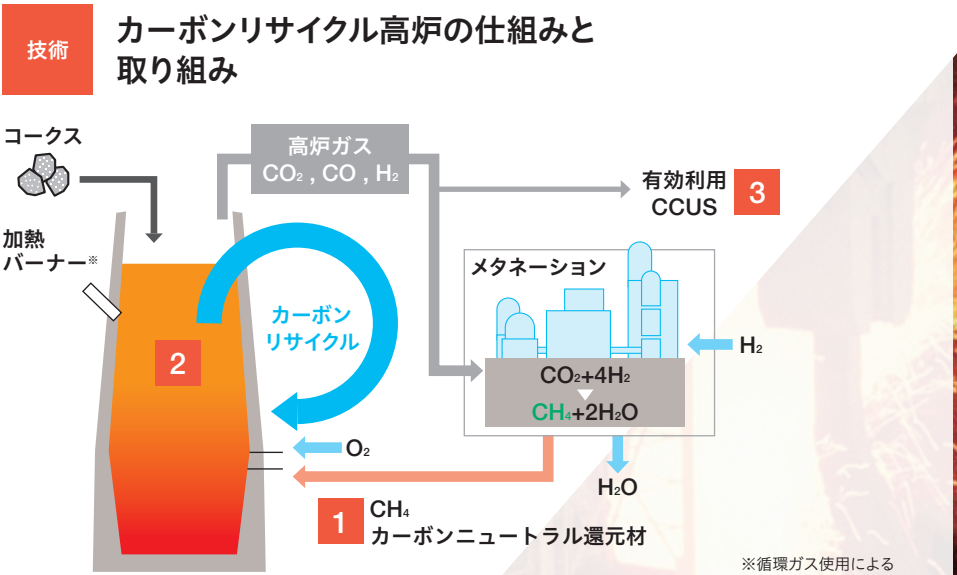 技術
カーボンリサイクル高炉の仕組みと
取り組み
コークス
高炉ガス
CO₂ , CO , H₂
有効利用
CCUS
3
加熱
バーナー※
メタネーション
カーボン
リサイクル
2
H₂
CO₂+4H₂
CH₄+2H₂O
O₂
H₂O
1
CH₄
カーボンニュートラル還元材
※循環ガス使用による